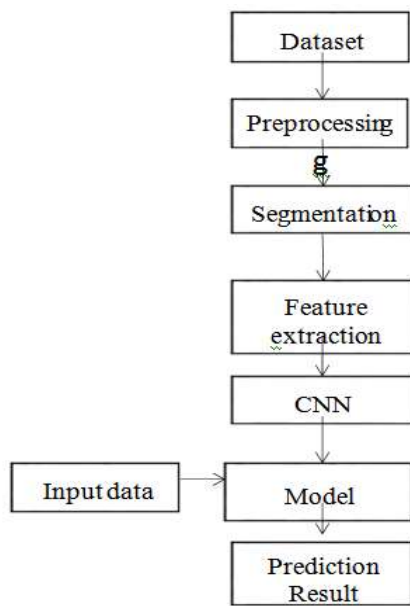 Dataset
Preprocessing
g
Segmentation
Feature
extraction
CNN
Input data
Model
Prediction
Result